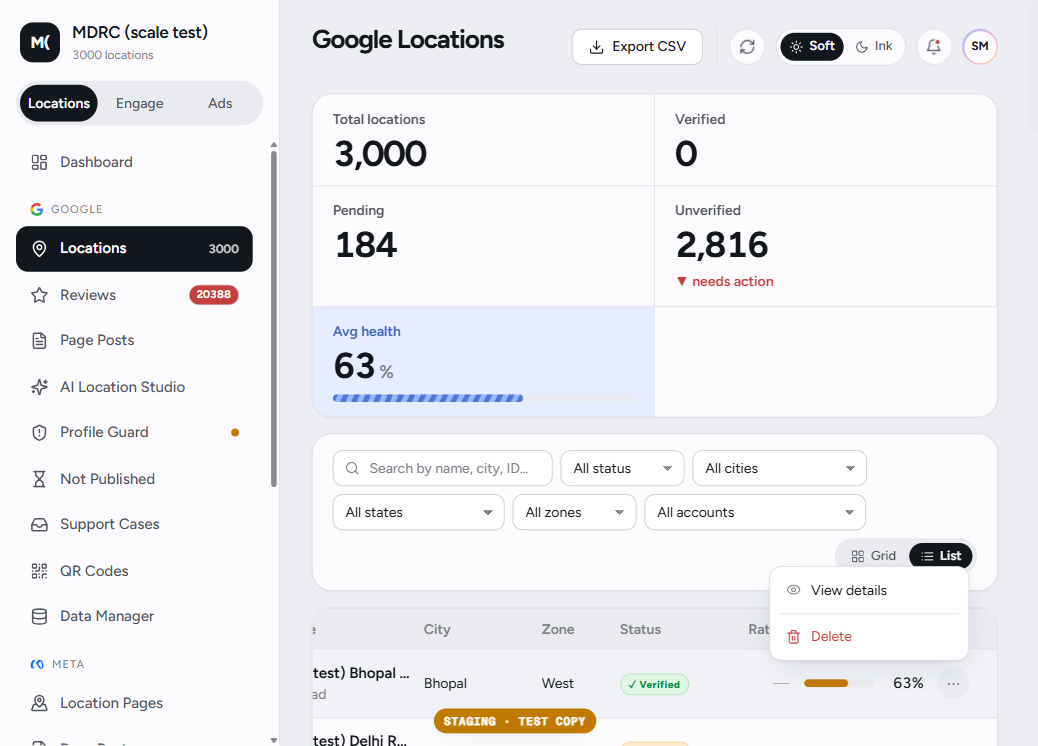 M(
MDRC (scale test)
3000 locations
Locations Engage Ads
Dashboard
GOOGLE
Locations 3000
Reviews 20388
Page Posts
AI Location Studio
Profile Guard
Not Published
Support Cases
QR Codes
Data Manager
META
Location Pages
Google Locations
Export CSV
Soft Ink
SM
Total locations
3,000
Verified
0
Pending
184
Unverified
2,816
▼ needs action
Avg health
63 %
Search by name, city, ID...
All status
All cities
All states
All zones
All accounts
Grid List
View details
Delete
City Zone Status Rat
test) Bhopal ... Bhopal West ✓ Verified — 63% ...
ad
STAGING · TEST COPY
test) Delhi R...